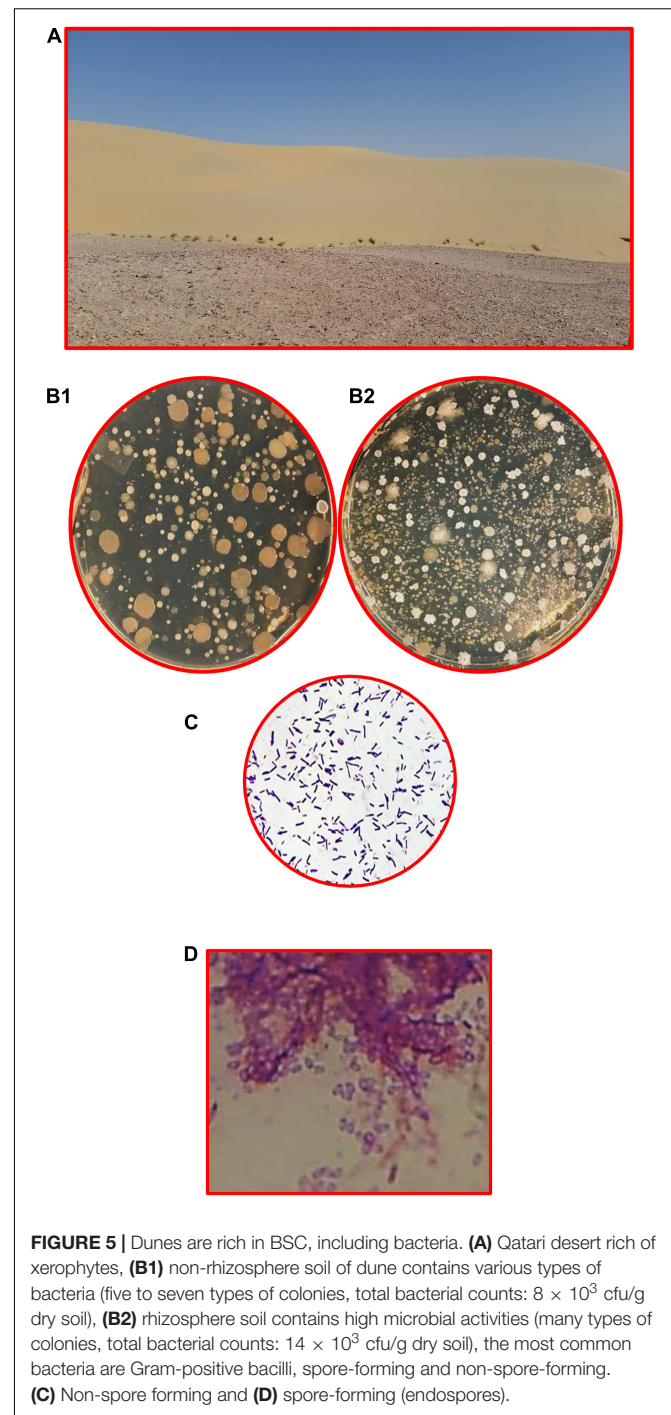 A
B1
B2
C
D
FIGURE 5 | Dunes are rich in BSC, including bacteria. (A) Qatari desert rich of
xerophytes, (B1) non-rhizosphere soil of dune contains various types of
bacteria (five to seven types of colonies, total bacterial counts: 8 × 10³ cfu/g
dry soil), (B2) rhizosphere soil contains high microbial activities (many types of
colonies, total bacterial counts: 14 × 10³ cfu/g dry soil), the most common
bacteria are Gram-positive bacilli, spore-forming and non-spore-forming.
(C) Non-spore forming and (D) spore-forming (endospores).